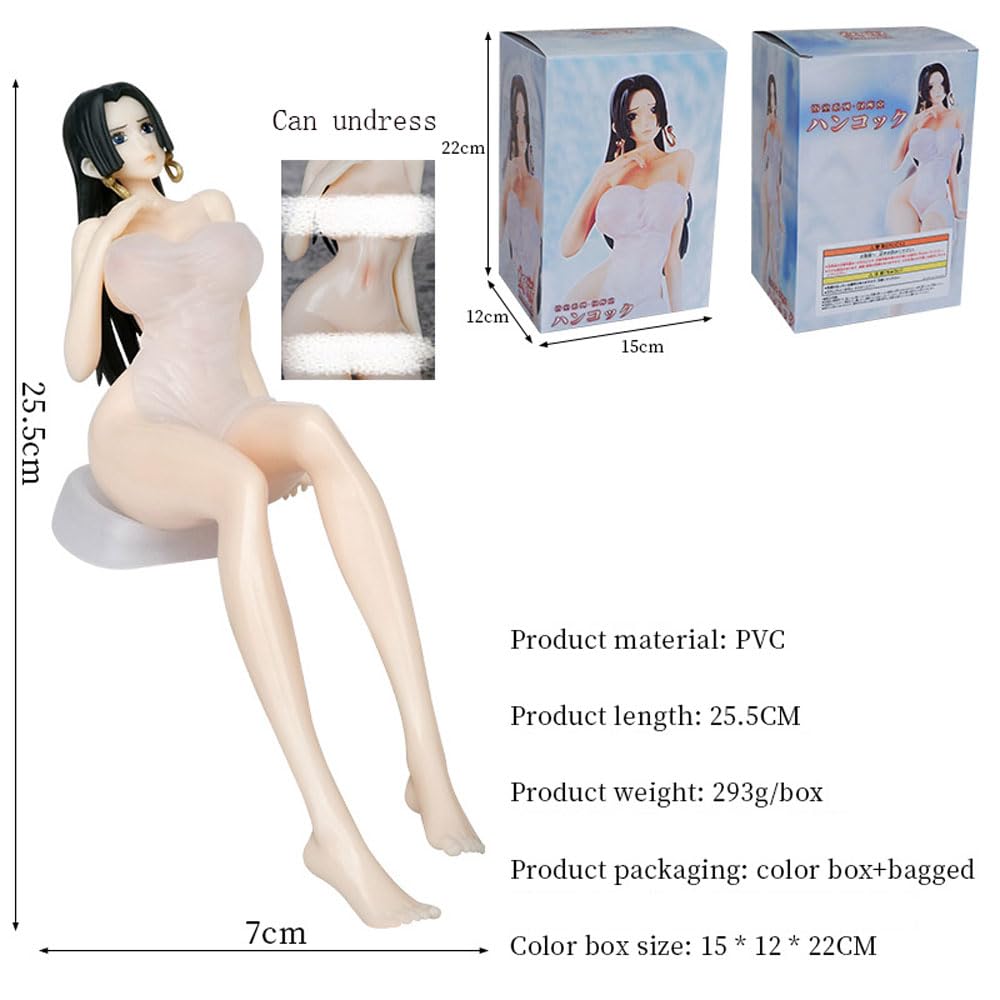 Can undress
22cm
12cm
15cm
ハンコック
ハンコック
25.5cm
7cm
Product material: PVC
Product length: 25.5CM
Product weight: 293g/box
Product packaging: color box+bagged
Color box size: 15 * 12 * 22CM